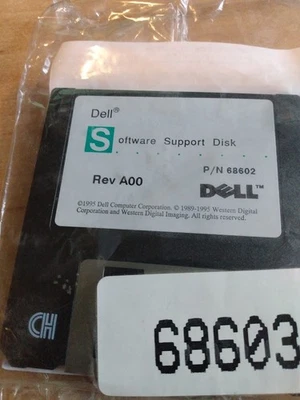 Dell®
Software Support Disk
P/N 68602
Rev A00
DELL™
©1995 Dell Computer Corporation. © 1989-1995 Western Digital
Corporation and Western Digital Imaging. All rights reserved.
CH
68603